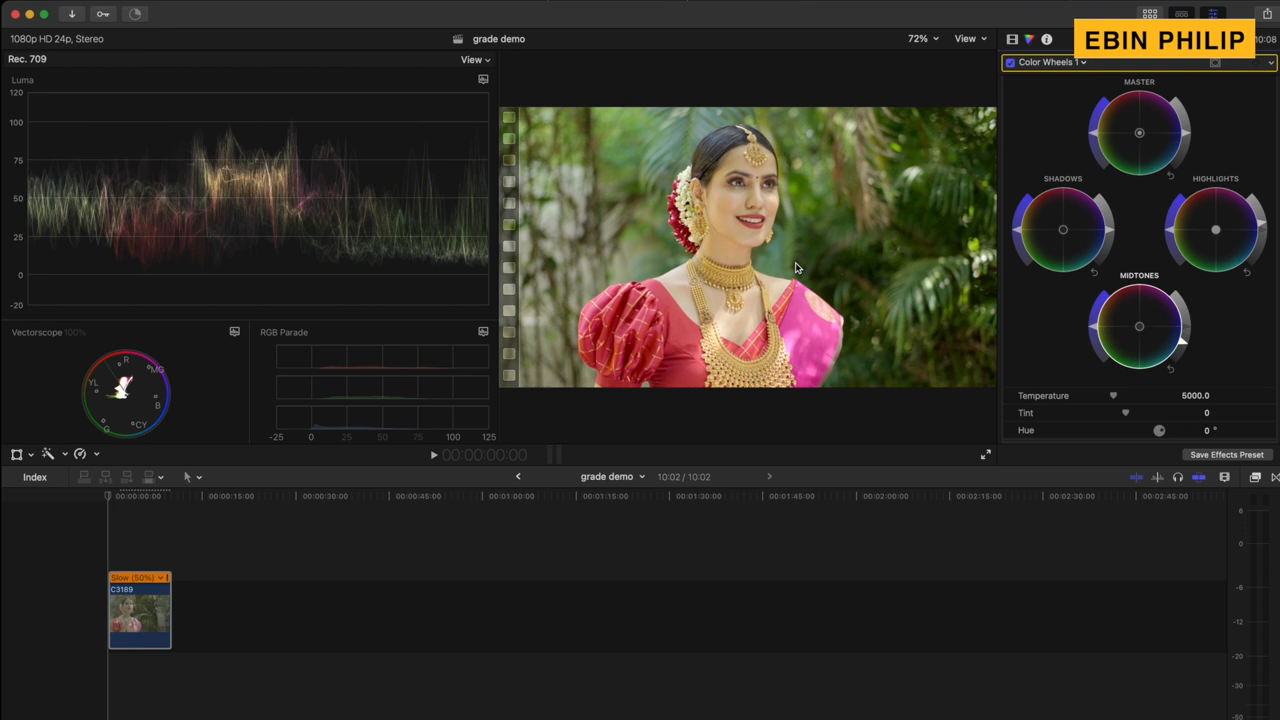 1080p HD 24p, Stereo
grade demo
72%
View
10:08
EBIN PHILIP
Rec. 709
View
Color Wheels 1
Luma
120
100
75
50
25
0
-20
MASTER
SHADOWS
HIGHLIGHTS
MIDTONES
Vectorscope 100%
R
MG
YL
B
G
CY
RGB Parade
-25 0 25 50 75 100 125
Temperature 5000.0
Tint 0
Hue 0 °
00:00:00:00
Save Effects Preset
Index
grade demo
10:02 / 10:02
00:00:00:00 00:00:15:00 00:00:30:00 00:00:45:00 00:01:00:00 00:01:15:00 00:01:30:00 00:01:45:00 00:02:00:00 00:02:15:00 00:02:30:00 00:02:45:00
Slow (50%)
C3189
6
0
-6
-12
-20
-30
-50